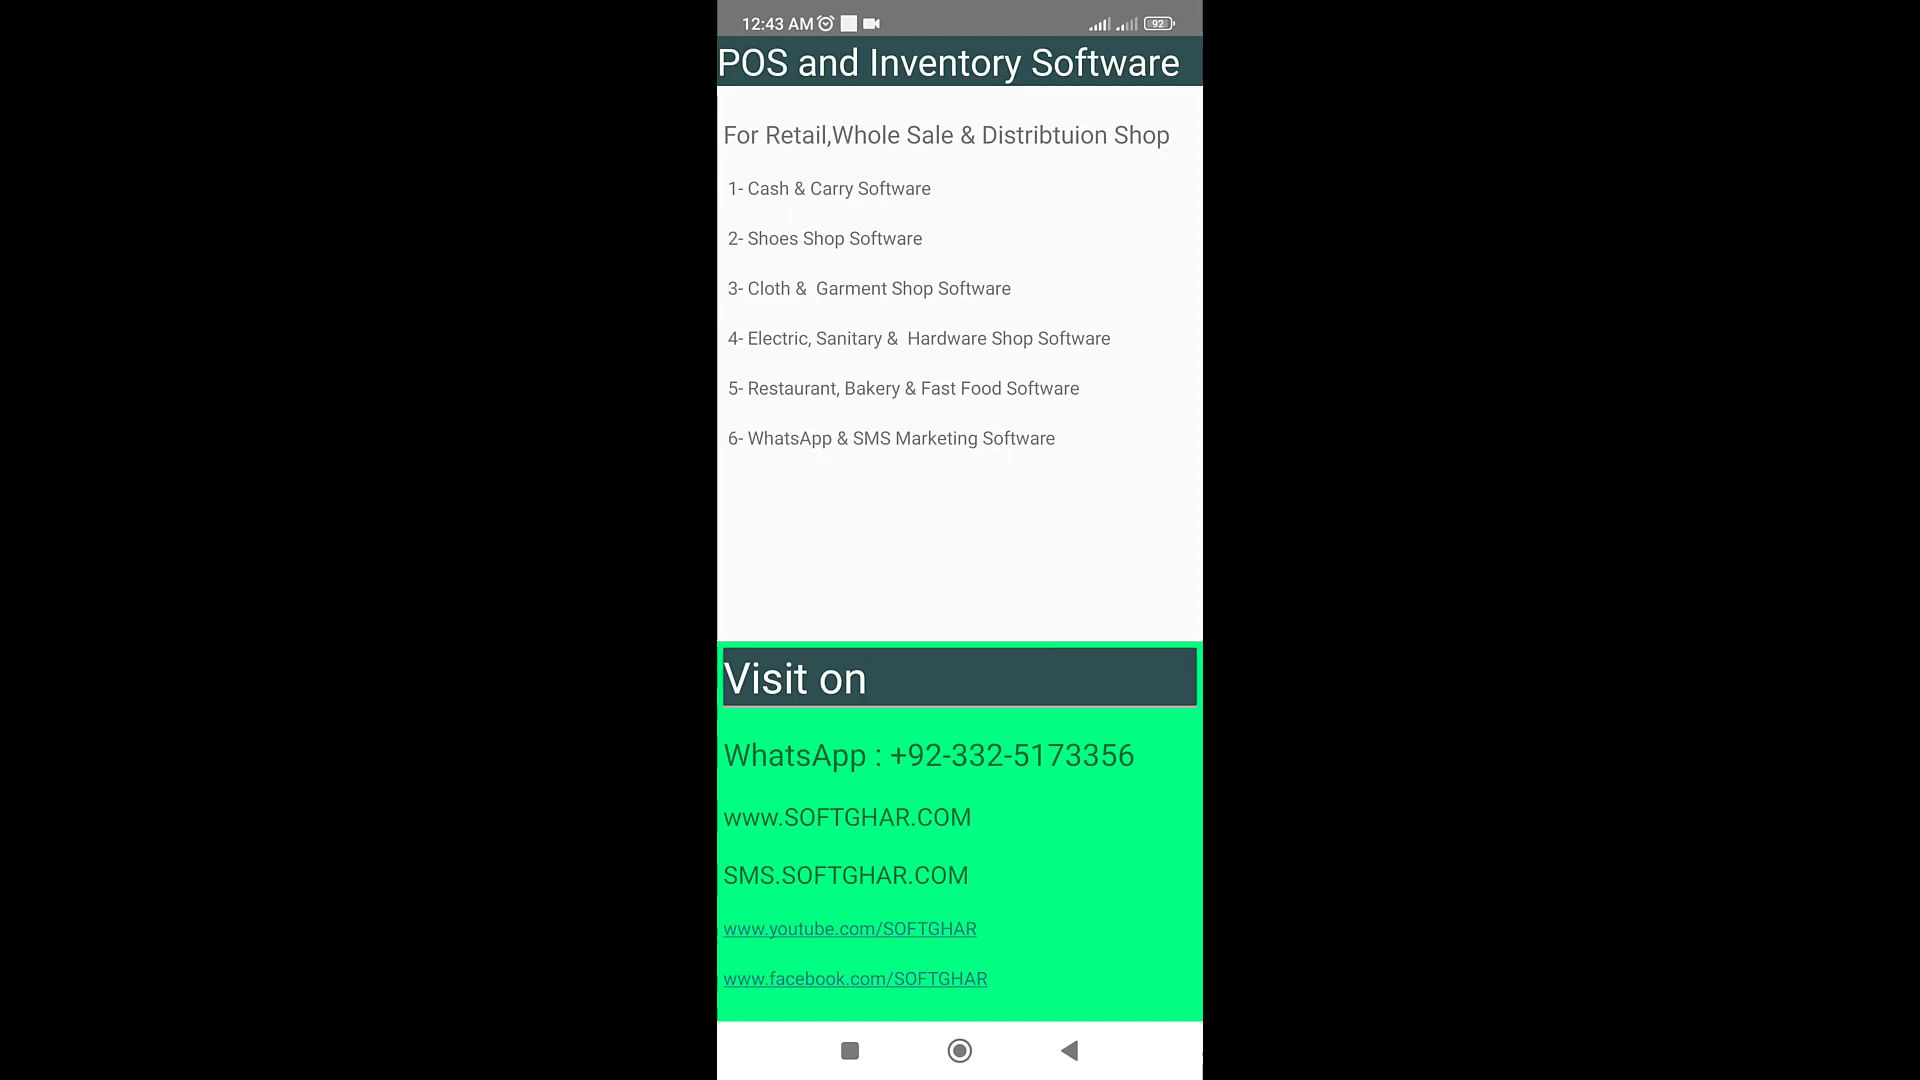 12:43 AM 92
POS and Inventory Software
For Retail,Whole Sale & Distribtuion Shop
1- Cash & Carry Software
2- Shoes Shop Software
3- Cloth &  Garment Shop Software
4- Electric, Sanitary &  Hardware Shop Software
5- Restaurant, Bakery & Fast Food Software
6- WhatsApp & SMS Marketing Software
Visit on
WhatsApp : +92-332-5173356
www.SOFTGHAR.COM
SMS.SOFTGHAR.COM
www.youtube.com/SOFTGHAR
www.facebook.com/SOFTGHAR